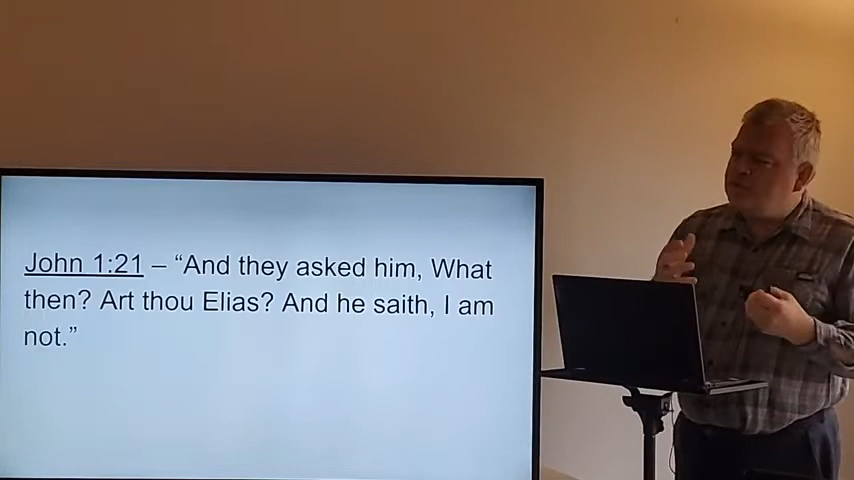 John 1:21 – “And they asked him, What
then? Art thou Elias? And he saith, I am
not.”